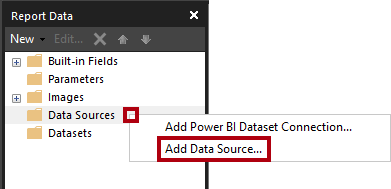 Report Data
New Edit...
Built-in Fields
Parameters
Images
Data Sources
Datasets
Add Power BI Dataset Connection...
Add Data Source...